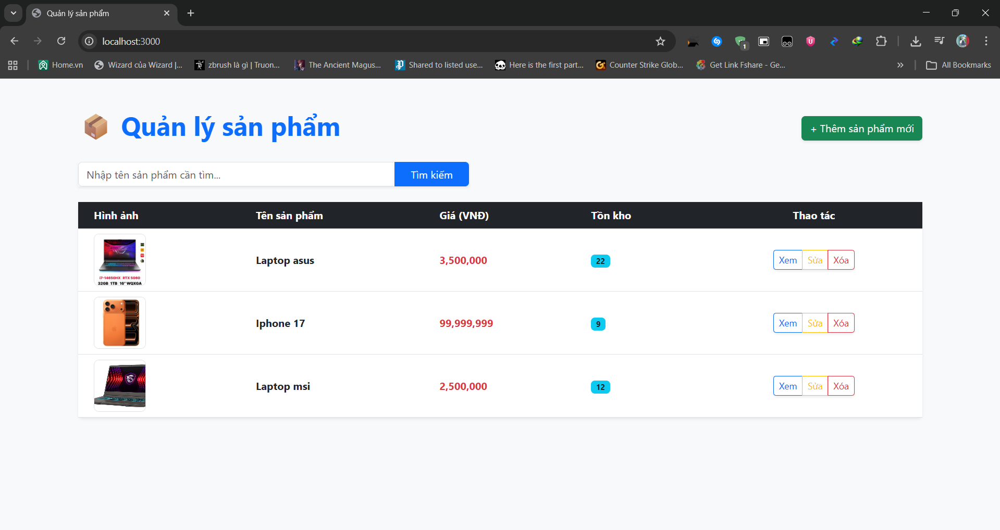 Quản lý sản phẩm
localhost:3000
1
Home.vn
Wizard của Wizard |...
zbrush là gì | Truon...
The Ancient Magus...
Shared to listed use...
Here is the first part...
Counter Strike Glob...
Get Link Fshare - Ge...
All Bookmarks
Quản lý sản phẩm
+ Thêm sản phẩm mới
Nhập tên sản phẩm cần tìm...
Tìm kiếm
Hình ảnh Tên sản phẩm Giá (VNĐ) Tồn kho Thao tác
i7-14650HX RTX 5060
32GB 1TB 16" WQXGA
Laptop asus 3,500,000 22 Xem Sửa Xóa
Iphone 17 99,999,999 9 Xem Sửa Xóa
Laptop msi 2,500,000 12 Xem Sửa Xóa